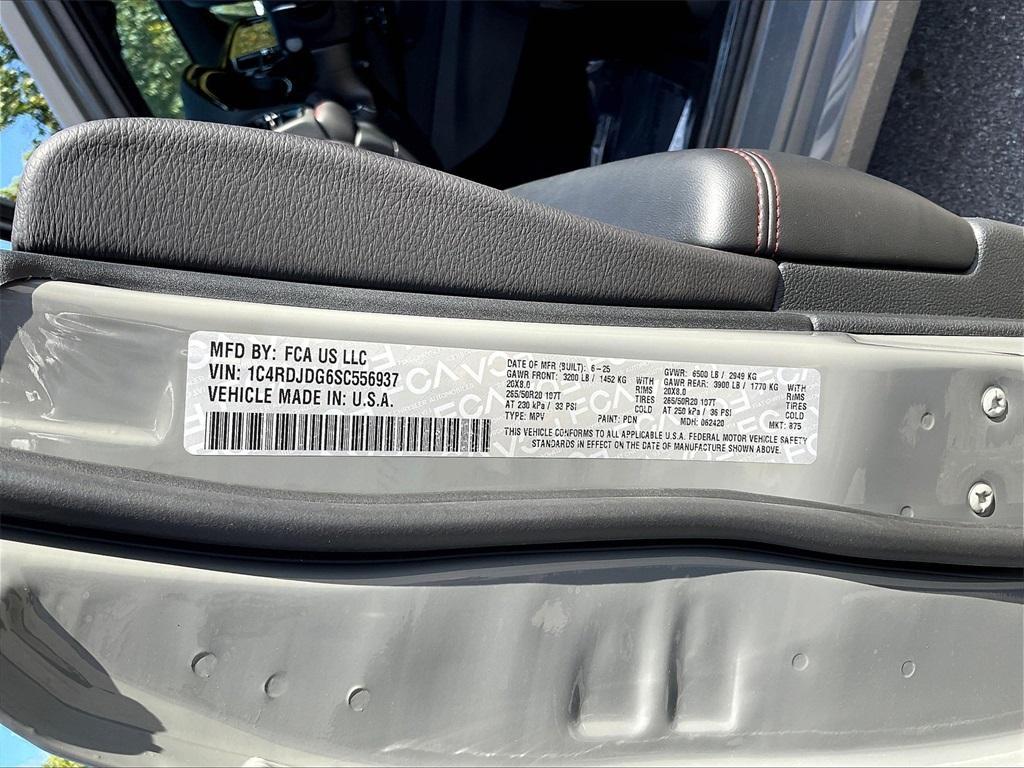 MFD BY: FCA US LLC
VIN: 1C4RDJDG6SC556937
VEHICLE MADE IN: U.S.A.
DATE OF MFR (BUILT): 6-25
GAWR FRONT: 3200 LB / 1452 KG WITH
20X8.0 RIMS
265/50R20 107T TIRES
AT 230 kPa / 33 PSI COLD
TYPE: MPV PAINT: PDN
GVWR: 6500 LB / 2949 KG
GAWR REAR: 3900 LB / 1770 KG WITH
20X8.0 RIMS
265/50R20 107T TIRES
AT 250 kPa / 36 PSI COLD
MDH: 062420 MKT: 875
THIS VEHICLE CONFORMS TO ALL APPLICABLE U.S.A. FEDERAL MOTOR VEHICLE SAFETY
STANDARDS IN EFFECT ON THE DATE OF MANUFACTURE SHOWN ABOVE.